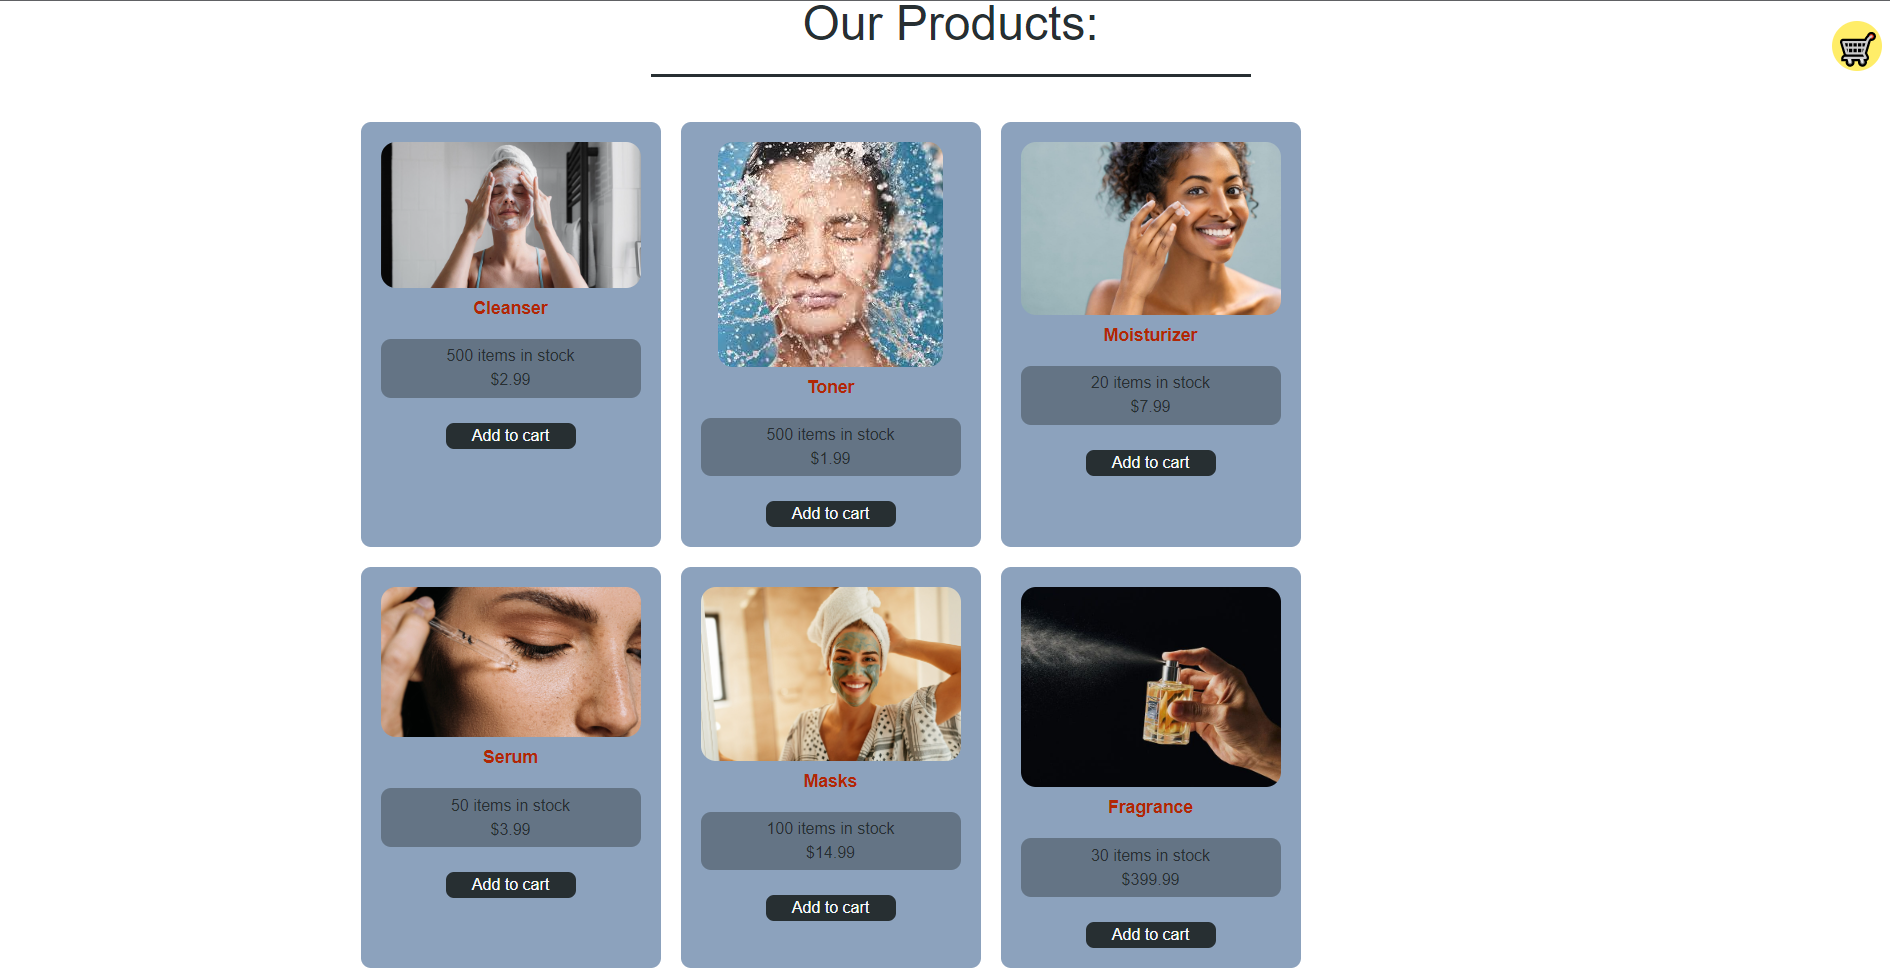 Our Products:
Cleanser
500 items in stock
$2.99
Add to cart
Toner
500 items in stock
$1.99
Add to cart
Moisturizer
20 items in stock
$7.99
Add to cart
Serum
50 items in stock
$3.99
Add to cart
Masks
100 items in stock
$14.99
Add to cart
Fragrance
30 items in stock
$399.99
Add to cart